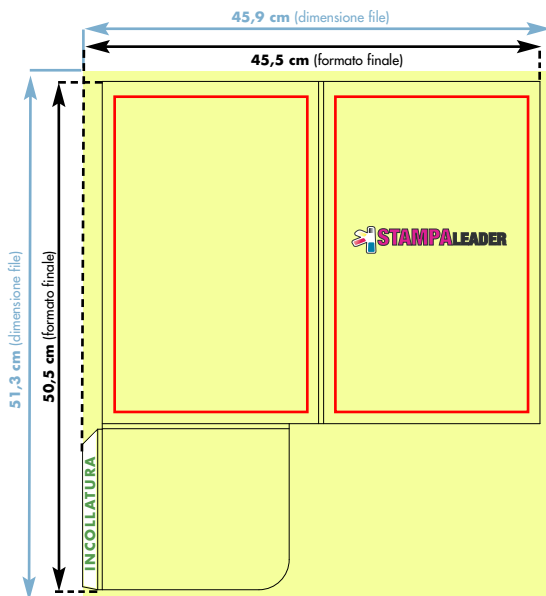 45,9 cm (dimensione file)
45,5 cm (formato finale)
51,3 cm (dimensione file)
50,5 cm (formato finale)
STAMPALEADER
INCOLLATURA